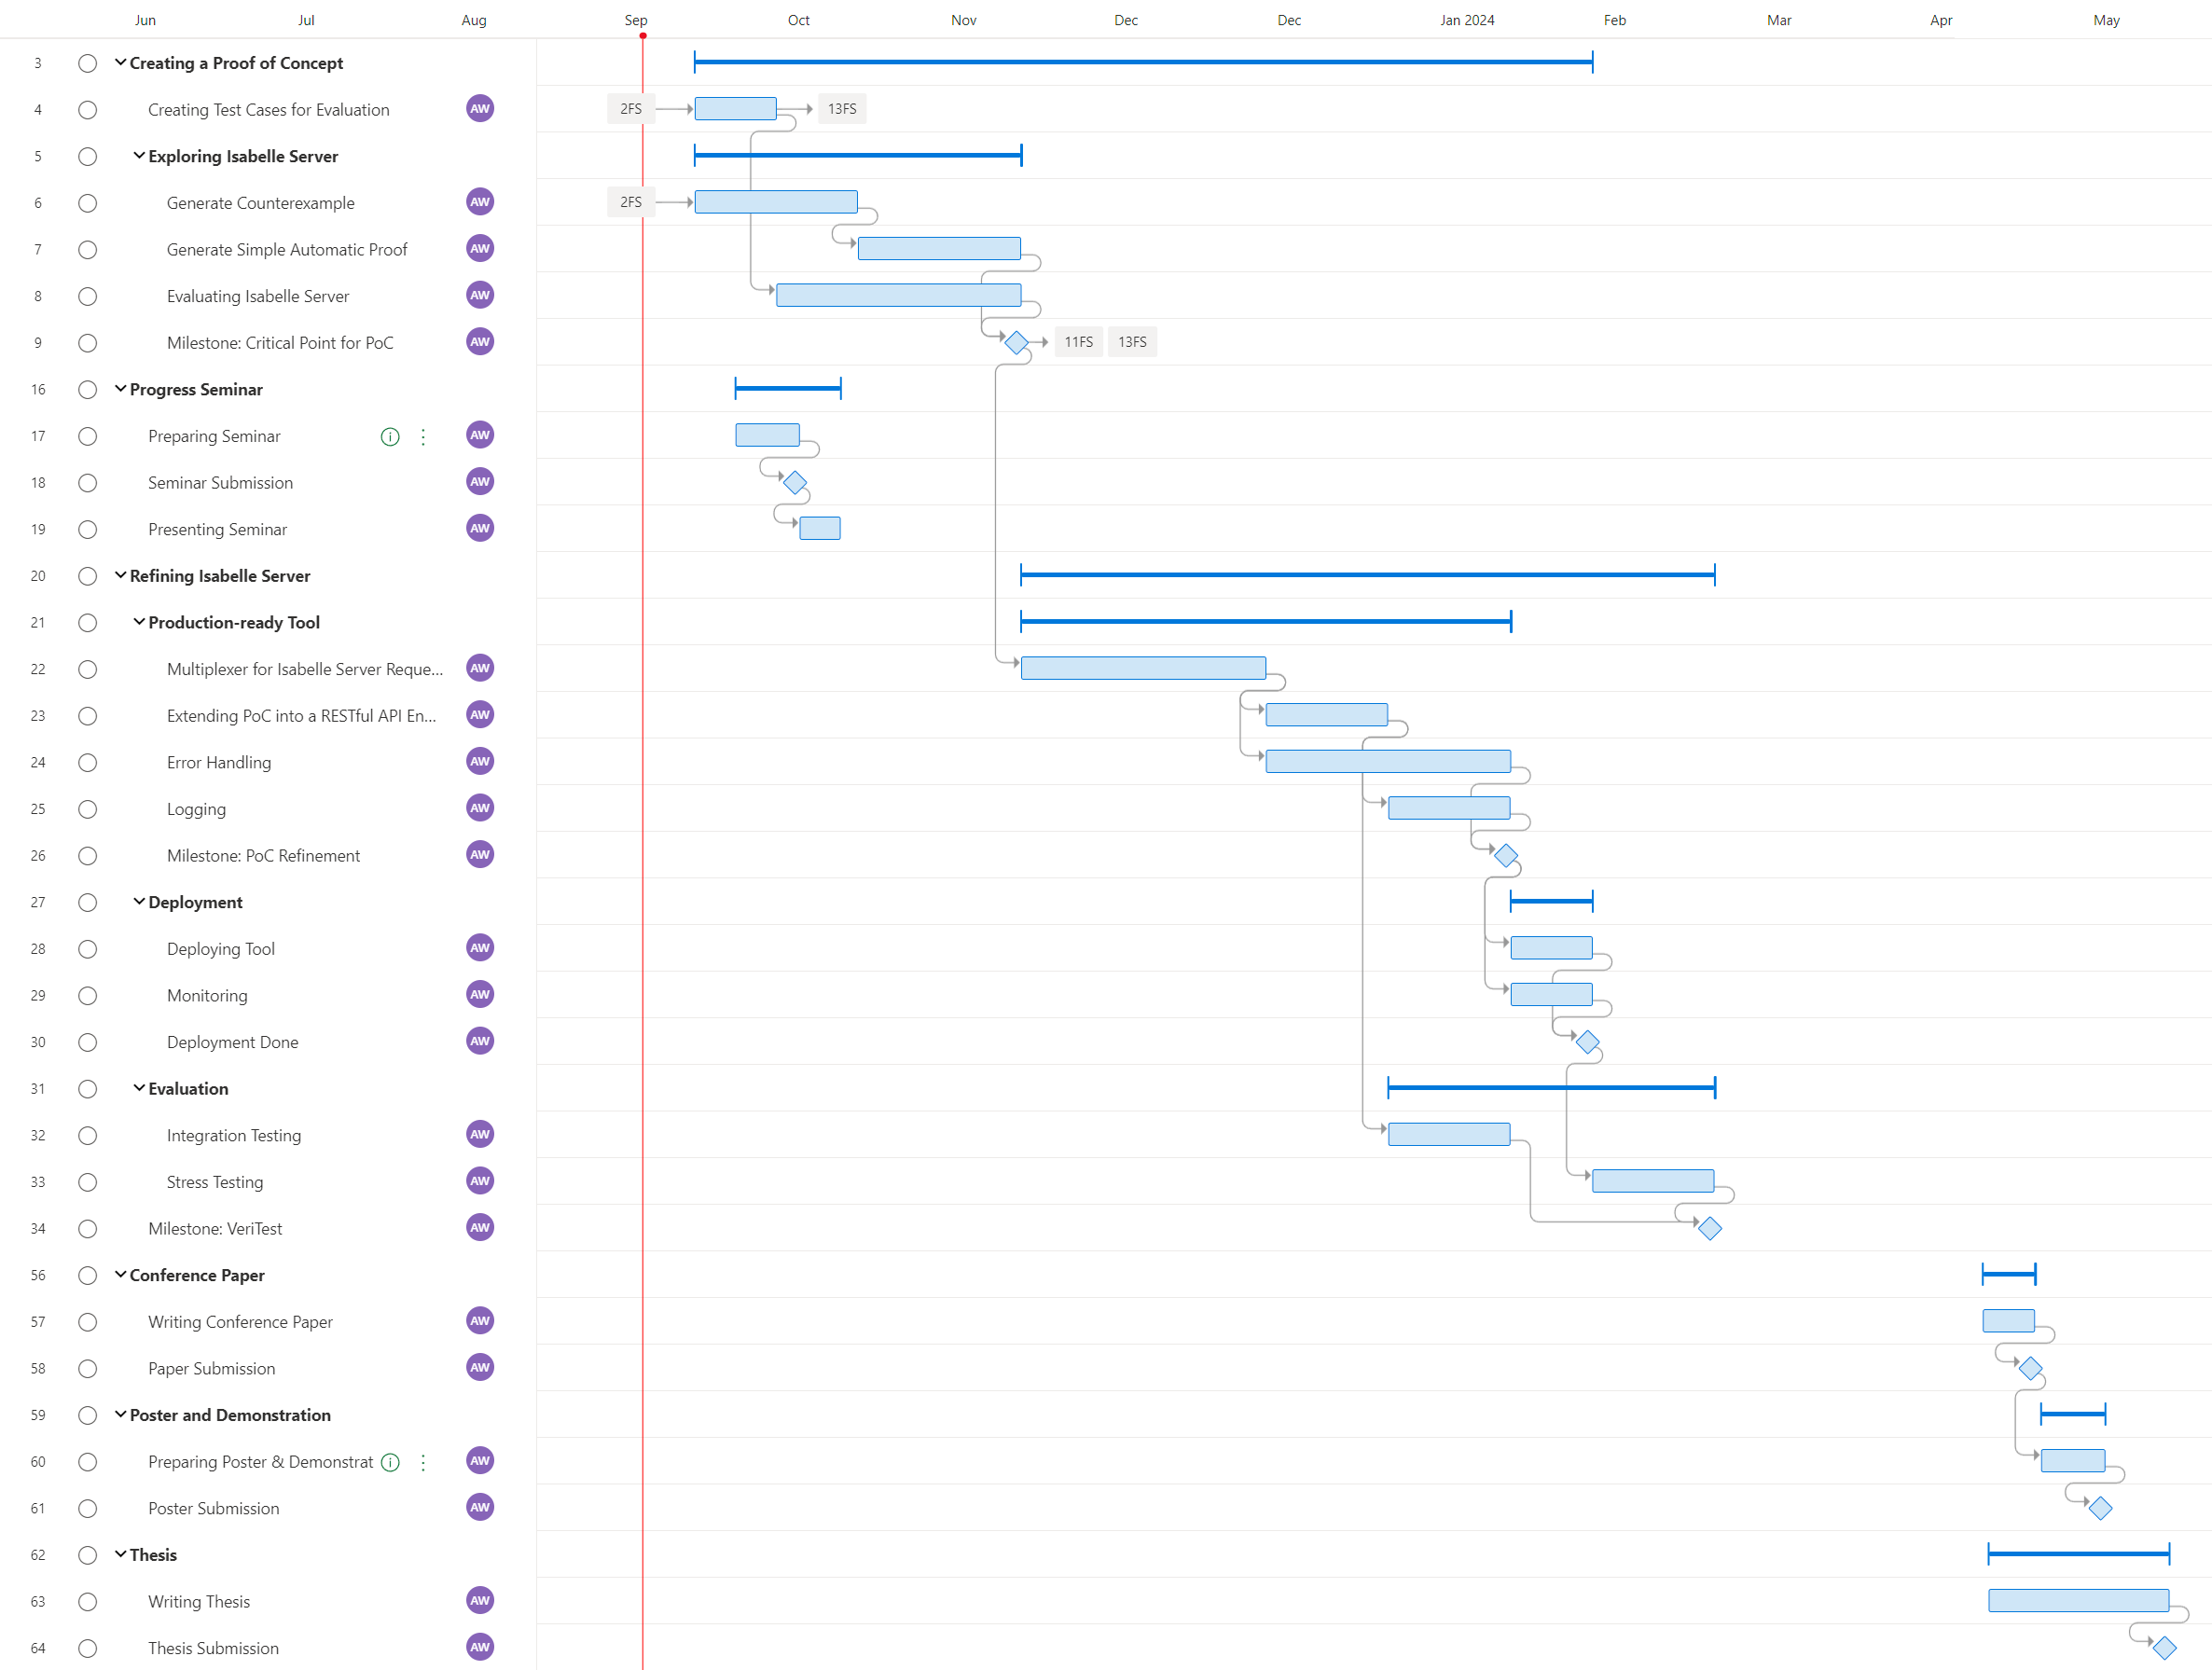 Jun Jul Aug Sep Oct Nov Dec Dec Jan 2024 Feb Mar Apr May
3 Creating a Proof of Concept
4 Creating Test Cases for Evaluation AW 2FS 13FS
5 Exploring Isabelle Server
6 Generate Counterexample AW 2FS
7 Generate Simple Automatic Proof AW
8 Evaluating Isabelle Server AW
9 Milestone: Critical Point for PoC AW 11FS 13FS
16 Progress Seminar
17 Preparing Seminar AW
18 Seminar Submission AW
19 Presenting Seminar AW
20 Refining Isabelle Server
21 Production-ready Tool
22 Multiplexer for Isabelle Server Reque... AW
23 Extending PoC into a RESTful API En... AW
24 Error Handling AW
25 Logging AW
26 Milestone: PoC Refinement AW
27 Deployment
28 Deploying Tool AW
29 Monitoring AW
30 Deployment Done AW
31 Evaluation
32 Integration Testing AW
33 Stress Testing AW
34 Milestone: VeriTest AW
56 Conference Paper
57 Writing Conference Paper AW
58 Paper Submission AW
59 Poster and Demonstration
60 Preparing Poster & Demonstrat AW
61 Poster Submission AW
62 Thesis
63 Writing Thesis AW
64 Thesis Submission AW